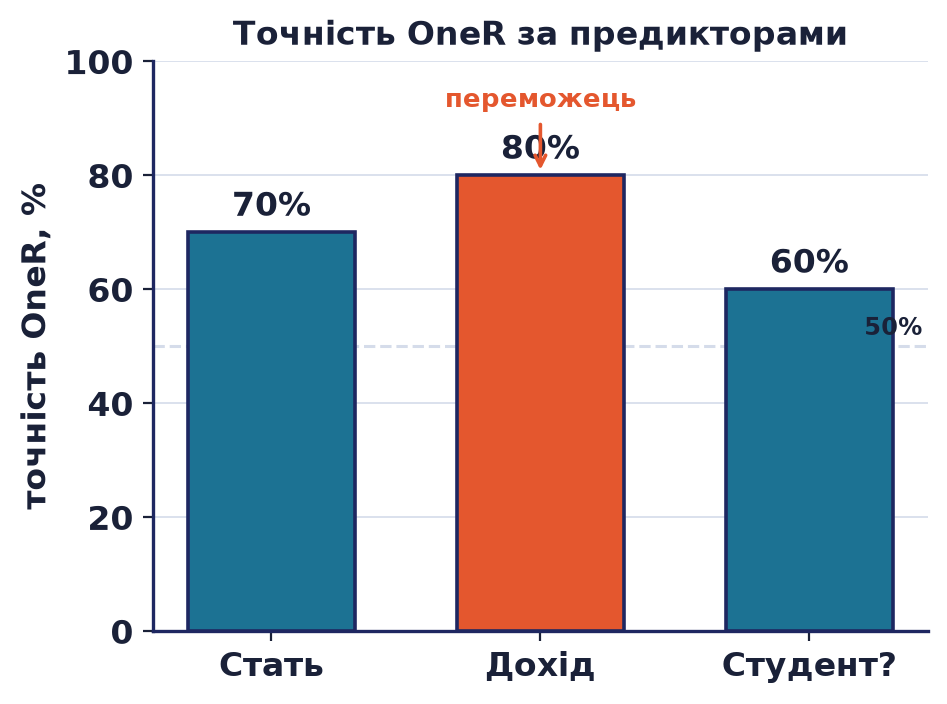 Точність OneR за предикторами
точність OneR, %
100
80
60
40
20
0
переможець
70%
80%
60%
50%
Стать
Дохід
Студент?